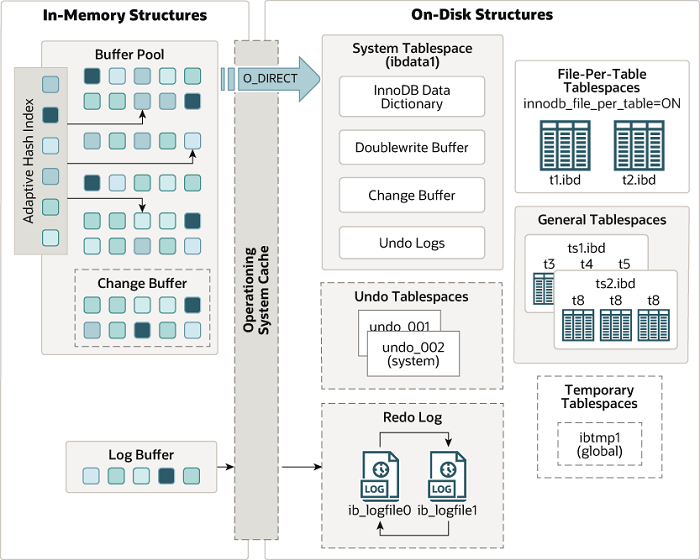 In-Memory Structures
On-Disk Structures
Buffer Pool
Adaptive Hash Index
Change Buffer
Log Buffer
Operationing
System Cache
O_DIRECT
System Tablespace
(ibdata1)
InnoDB Data
Dictionary
Doublewrite Buffer
Change Buffer
Undo Logs
Undo Tablespaces
undo_001
undo_002
(system)
Redo Log
LOG
LOG
ib_logfile0
ib_logfile1
File-Per-Table
Tablespaces
innodb_file_per_table=ON
t1.ibd
t2.ibd
General Tablespaces
ts1.ibd
t3
t4
t5
ts2.ibd
t8
t8
t8
Temporary
Tablespaces
ibtmp1
(global)